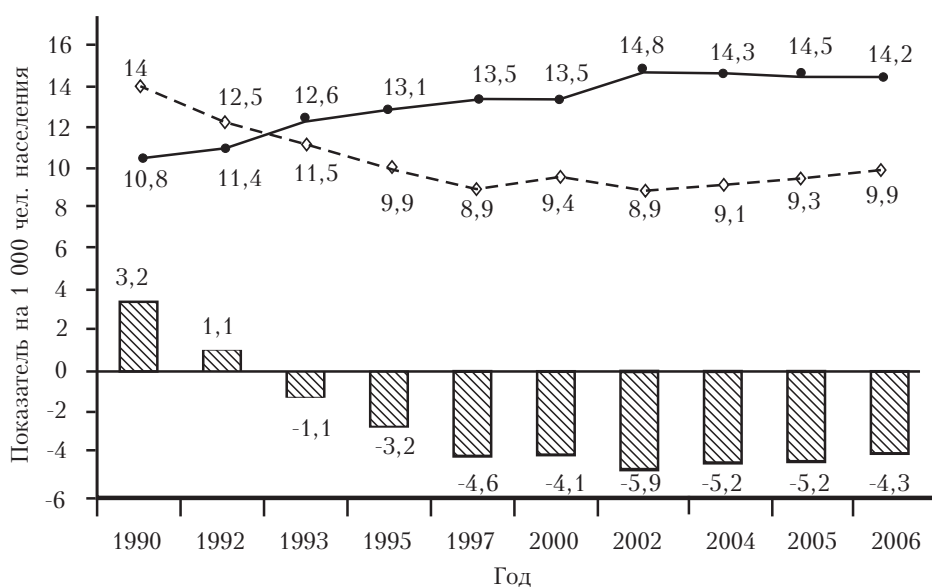 Показатель на 1 000 чел. населения
16
14
12
10
8
6
4
2
0
-2
-4
-6
14 12,5 12,6 13,1 13,5 13,5 14,8 14,3 14,5 14,2
10,8 11,4 11,5 9,9 8,9 9,4 8,9 9,1 9,3 9,9
3,2 1,1 -1,1 -3,2 -4,6 -4,1 -5,9 -5,2 -5,2 -4,3
1990 1992 1993 1995 1997 2000 2002 2004 2005 2006
Год